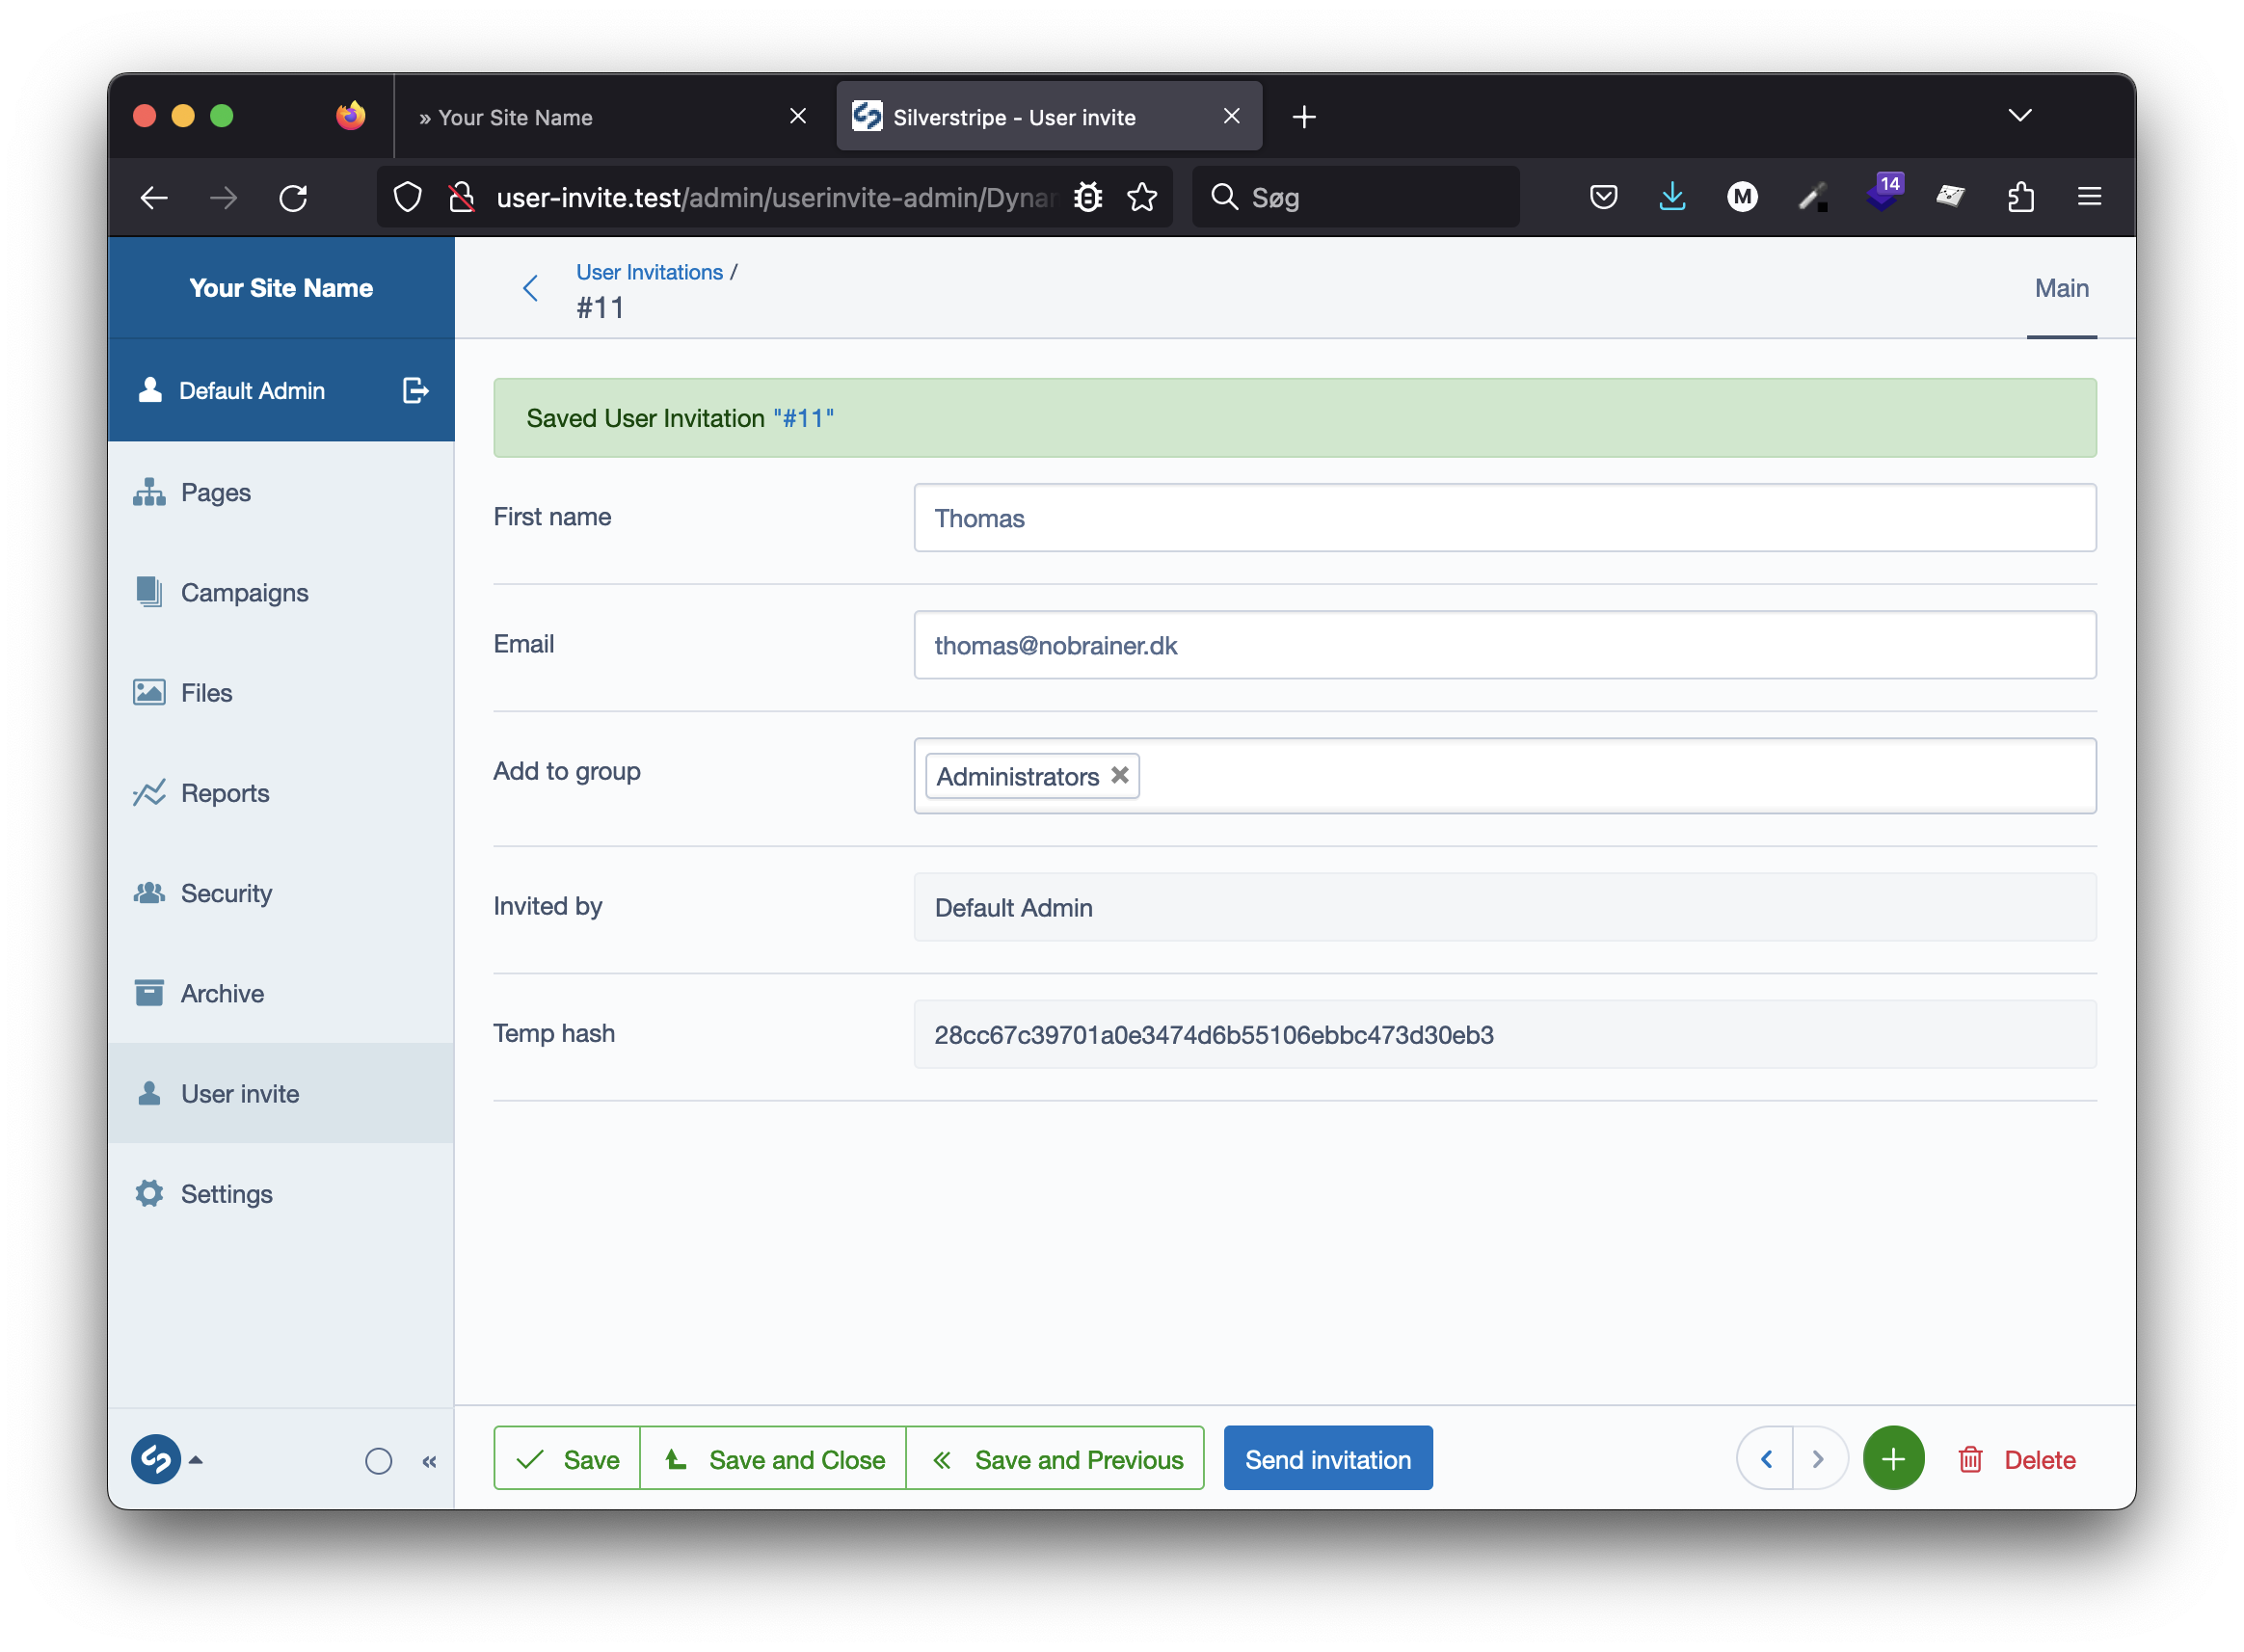 » Your Site Name
Silverstripe - User invite
user-invite.test/admin/userinvite-admin/Dynar
Søg
M
14
Your Site Name
Default Admin
Pages
Campaigns
Files
Reports
Security
Archive
User invite
Settings
User Invitations /
#11
Main
Saved User Invitation "#11"
First name
Thomas
Email
thomas@nobrainer.dk
Add to group
Administrators
Invited by
Default Admin
Temp hash
28cc67c39701a0e3474d6b55106ebbc473d30eb3
Save
Save and Close
Save and Previous
Send invitation
Delete